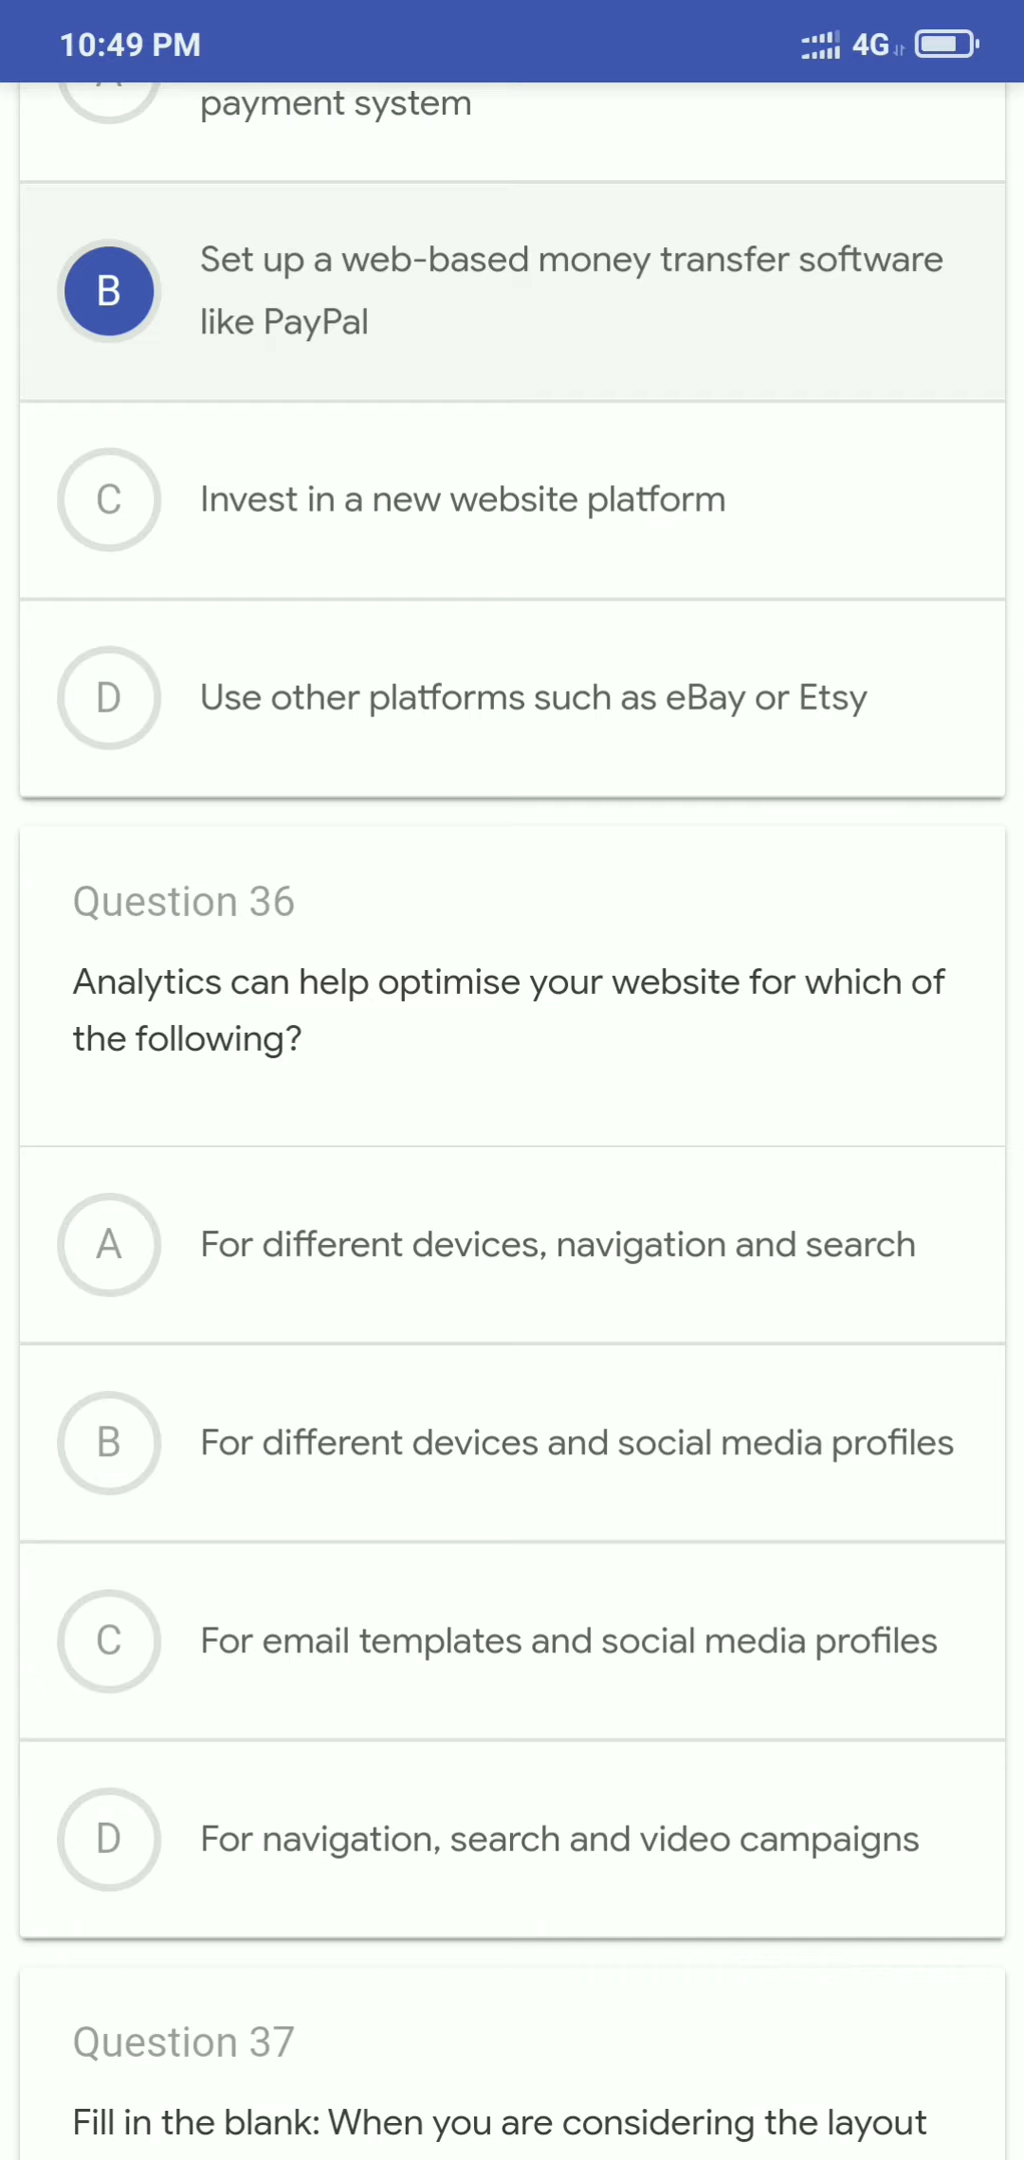 10:49 PM
4G
payment system
B
Set up a web-based money transfer software
like PayPal
C
Invest in a new website platform
D
Use other platforms such as eBay or Etsy
Question 36
Analytics can help optimise your website for which of
the following?
A
For different devices, navigation and search
B
For different devices and social media profiles
C
For email templates and social media profiles
D
For navigation, search and video campaigns
Question 37
Fill in the blank: When you are considering the layout